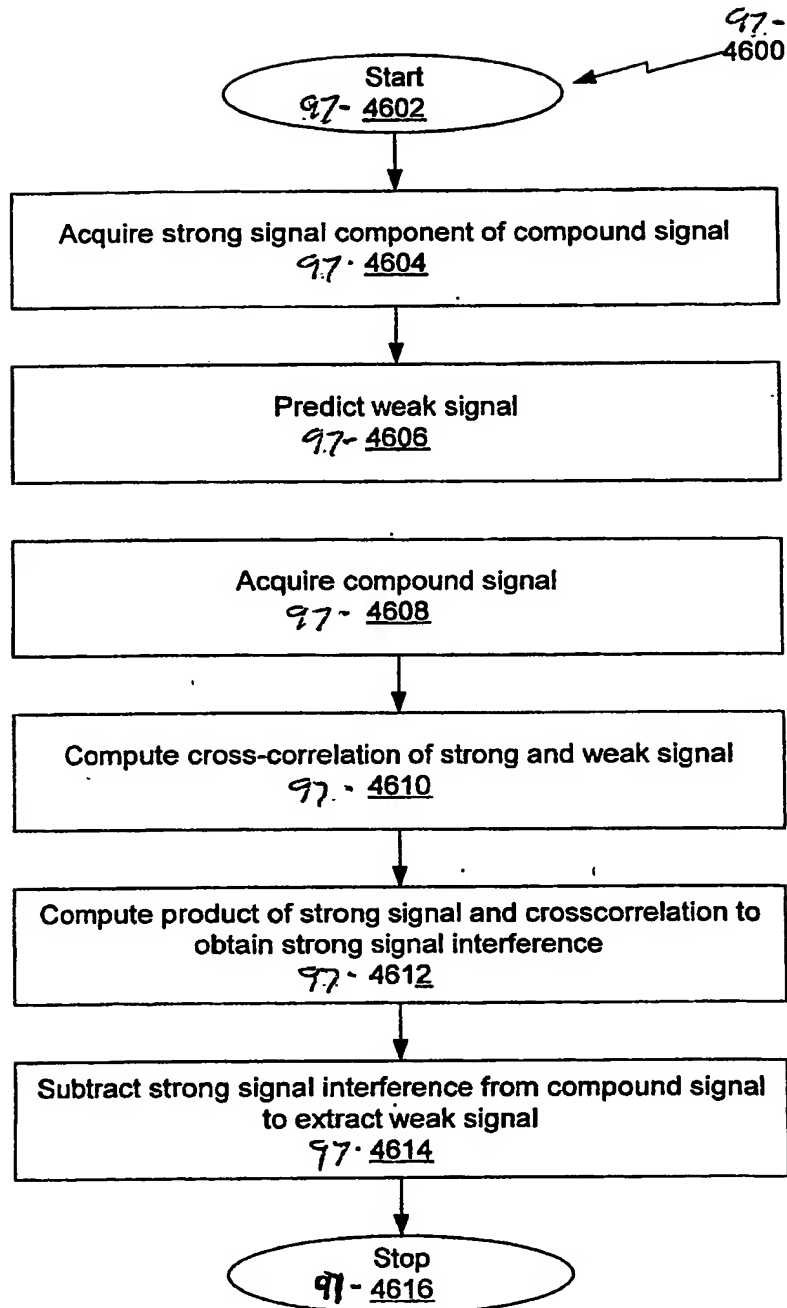 97-
4600
Start
97- 4602
Acquire strong signal component of compound signal
97- 4604
Predict weak signal
97- 4606
Acquire compound signal
97- 4608
Compute cross-correlation of strong and weak signal
97- 4610
Compute product of strong signal and crosscorrelation to
obtain strong signal interference
97- 4612
Subtract strong signal interference from compound signal
to extract weak signal
97- 4614
Stop
97- 4616